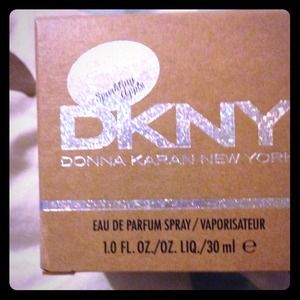 Sparkling
Apple
DKNY
DONNA KARAN NEW YORK
EAU DE PARFUM SPRAY/VAPORISATEUR
1.0 FL. OZ./OZ. LIQ./30 ml e